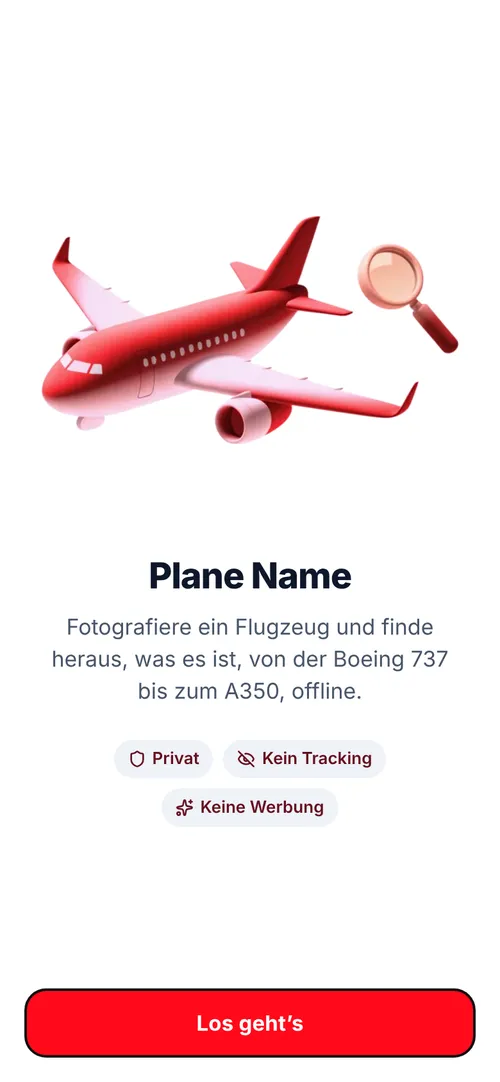 Plane Name
Fotografiere ein Flugzeug und finde
heraus, was es ist, von der Boeing 737
bis zum A350, offline.
Privat
Kein Tracking
Keine Werbung
Los geht’s